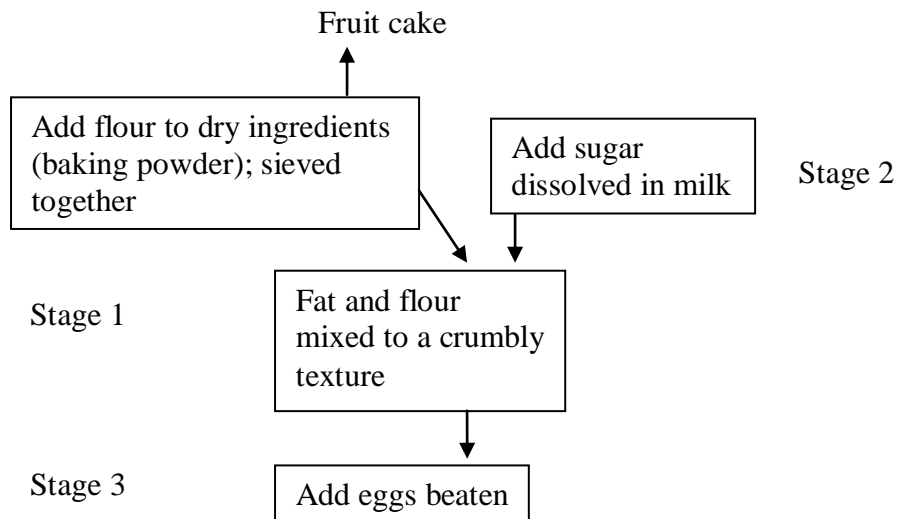 Fruit cake
Add flour to dry ingredients
(baking powder); sieved
together
Add sugar
dissolved in milk
Stage 2
Stage 1
Fat and flour
mixed to a crumbly
texture
Stage 3
Add eggs beaten